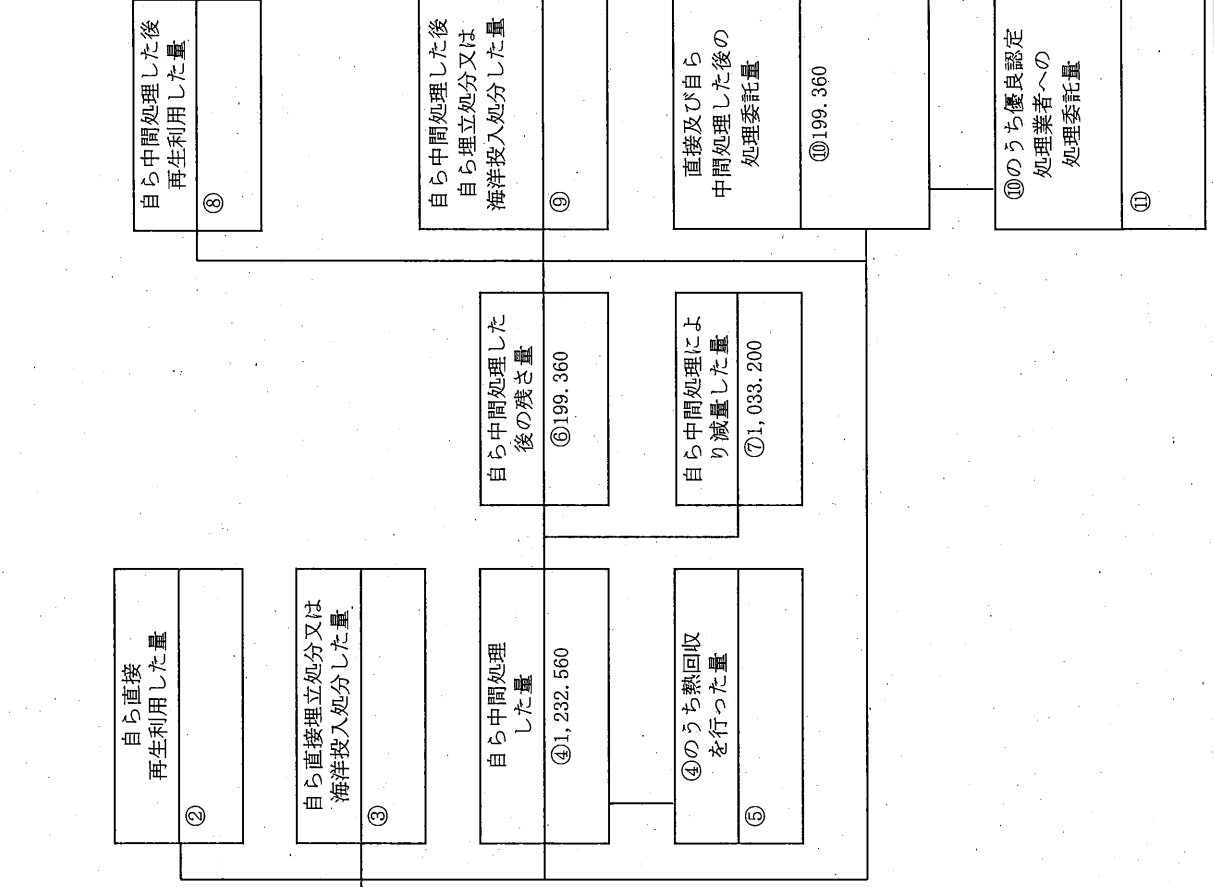 自ら直接
再生利用した量
②
自ら直接埋立処分又は
海洋投入処分した量
③
自ら中間処理
した量
④1,232.560
④のうち熱回収
を行った量
⑤
自ら中間処理した
後の残さ量
⑥199.360
自ら中間処理によ
り減量した量
⑦1,033.200
自ら中間処理した後
再生利用した量
⑧
自ら中間処理した後
自ら埋立処分又は
海洋投入処分した量
⑨
直接及び自ら
中間処理した後の
処理委託量
⑩199.360
⑩のうち優良認定
処理業者への
処理委託量
⑪